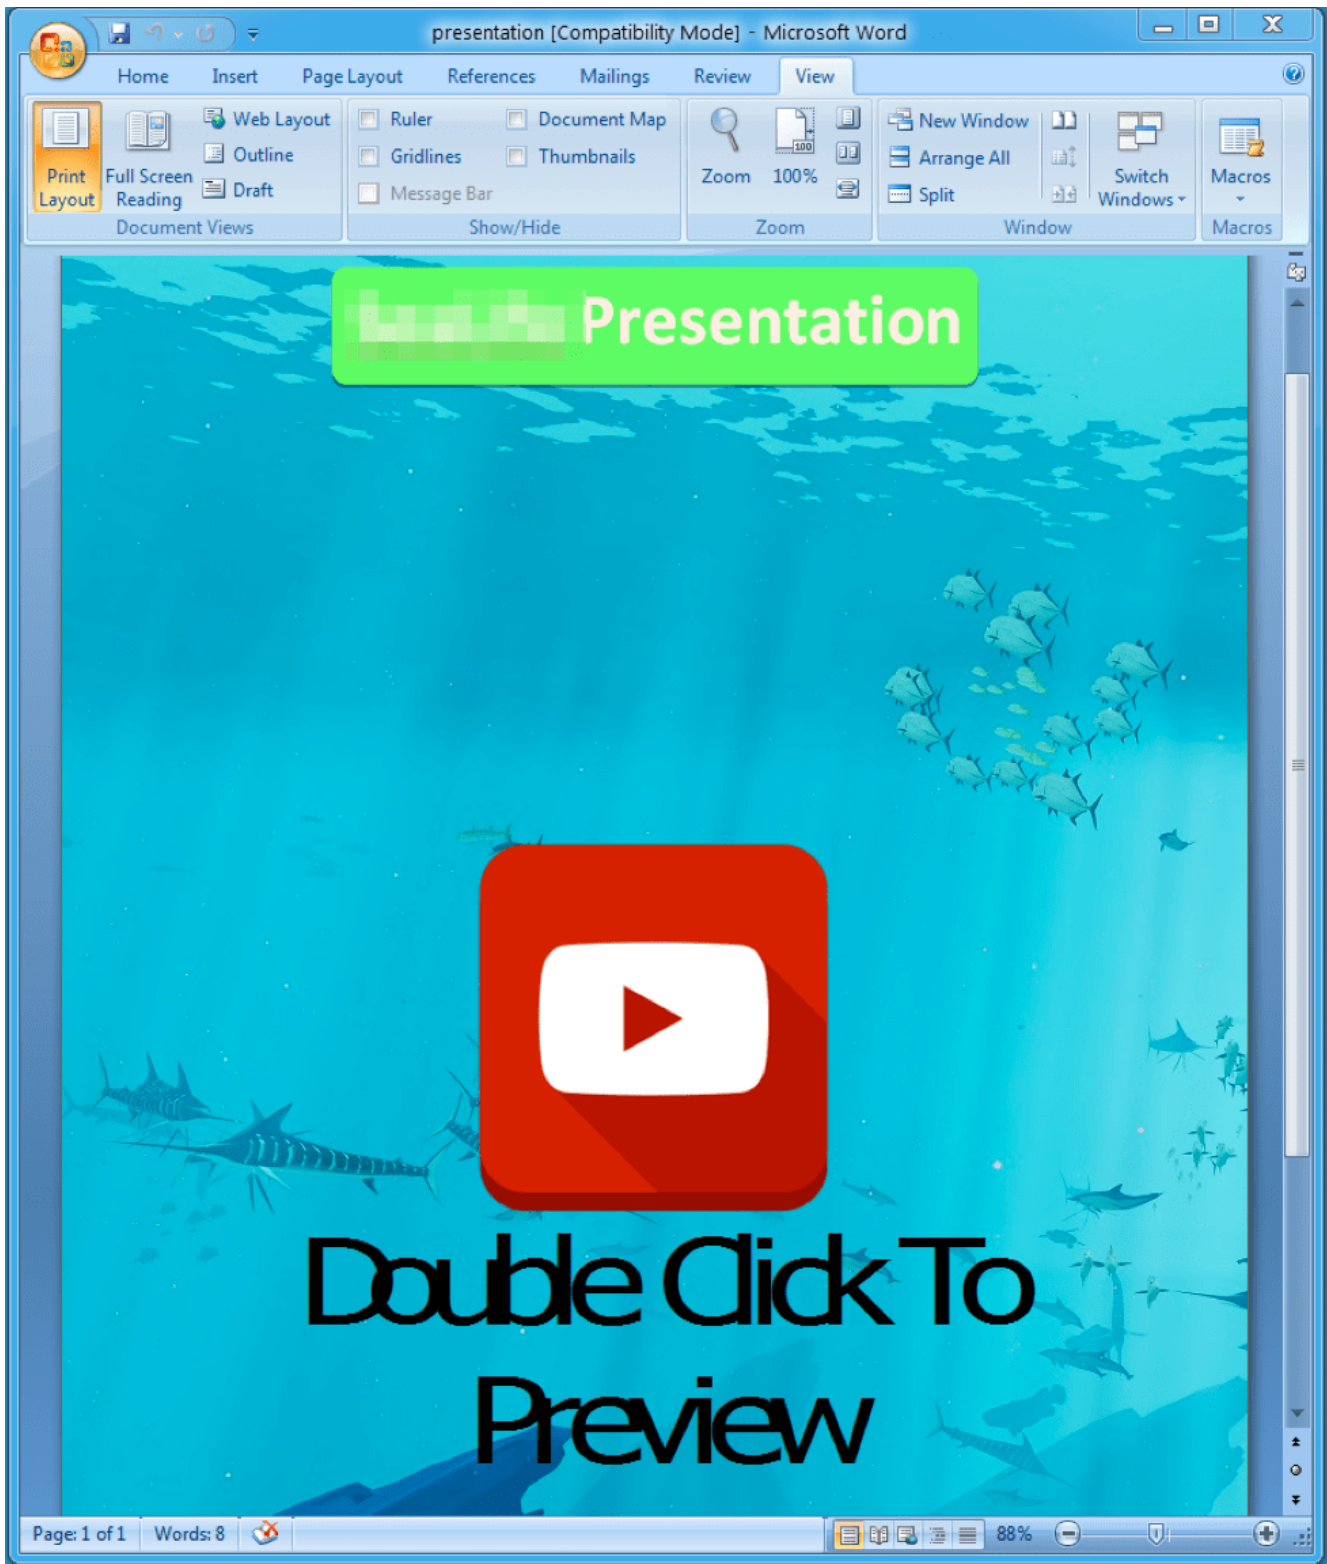 presentation [Compatibility Mode] - Microsoft Word
Home Insert Page Layout References Mailings Review View
Print Layout
Full Screen Reading
Web Layout
Outline
Draft
Document Views
Ruler
Gridlines
Message Bar
Document Map
Thumbnails
Show/Hide
Zoom
100
100%
Zoom
New Window
Arrange All
Split
Switch Windows
Window
Macros
Macros
Presentation
Double Click To
Preview
Page: 1 of 1 Words: 8 88%